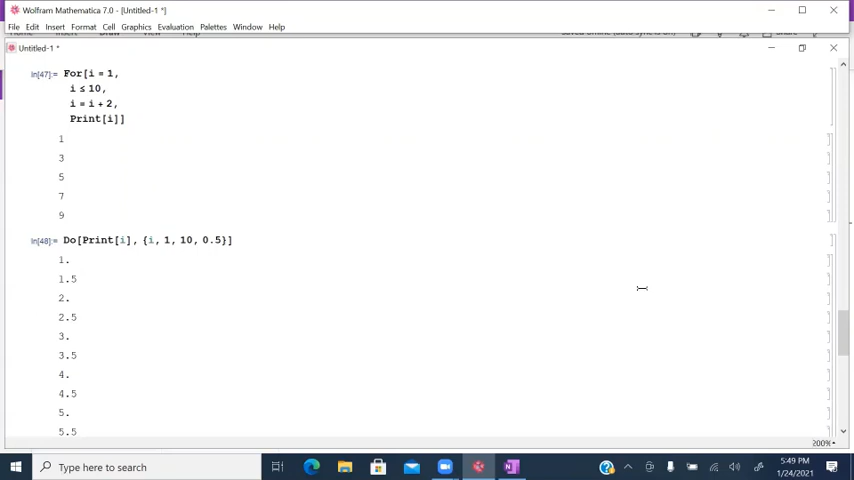 Wolfram Mathematica 7.0 - [Untitled-1 *]
File Edit Insert Format Cell Graphics Evaluation Palettes Window Help
Untitled-1 *
In[47]:= For[i = 1,
i ≤ 10,
i = i + 2,
Print[i]]
1
3
5
7
9
In[48]:= Do[Print[i], {i, 1, 10, 0.5}]
1.
1.5
2.
2.5
3.
3.5
4.
4.5
5.
5.5
200%
Type here to search
5:49 PM
1/24/2021